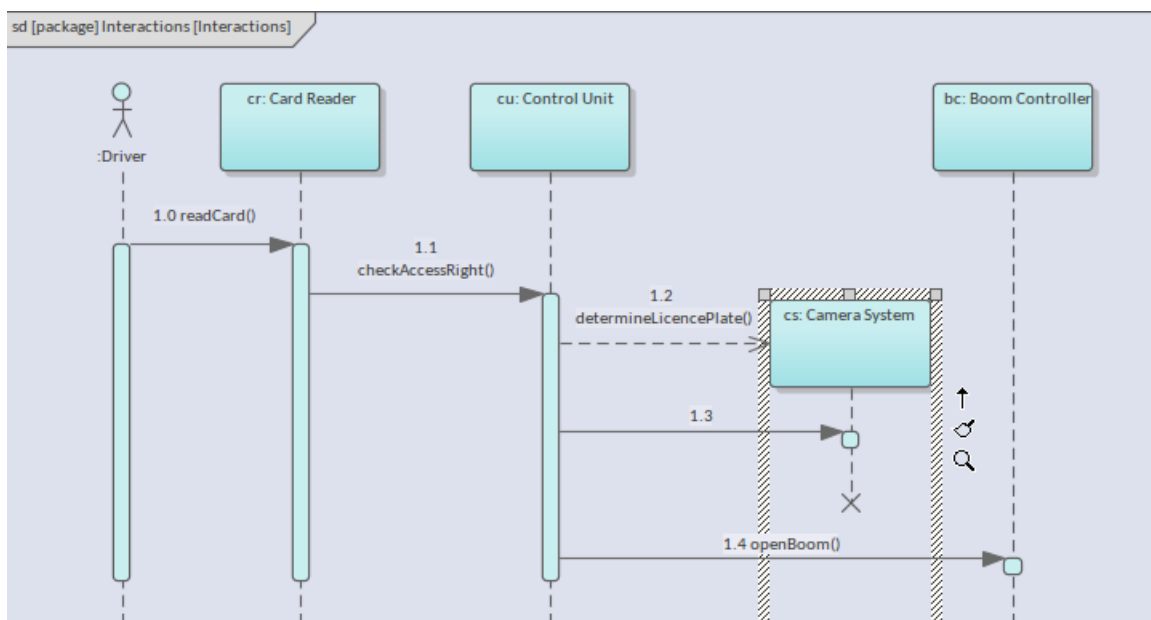 sd [package] Interactions [Interactions]
cr: Card Reader
cu: Control Unit
bc: Boom Controller
:Driver
1.0 readCard()
1.1
checkAccessRight()
1.2
determineLicencePlate()
cs: Camera System
1.3
1.4 openBoom()